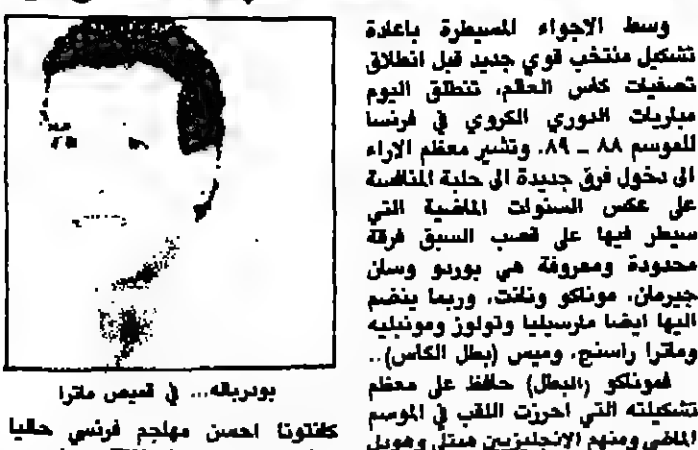 وسط الاجواء المسيطرة باعادة
تشكيل منتخب قوي جديد قبل انطلاق
تصفيات كاس العالم، تنطلق اليوم
مباريات الدوري الكروي في فرنسا
للموسم ٨٨ ـ ٨٩. وتشير معظم الاراء
الى دخول فرق جديدة الى حلبة المنافسة
على عكس السنوات الماضية التي
سيطر فيها على قصب السبق فرقة
محدودة ومعروفة هي بوردو وسان
جيرمان، موناكو ونانت، وربما ينضم
اليها ايضا مارسيليا وتولوز ومونبليه
وماترا راسنج، وميس (بطل الكاس)..
فموناكو (البطل) حافظ على معظم
تشكيلته التي احرزت اللقب في الموسم
الماضي ومنهم الانجليزيين هيتلي وهودل
بودرباله... في قميص ماترا
كانتونا احسن مهاجم فرنسي حاليا